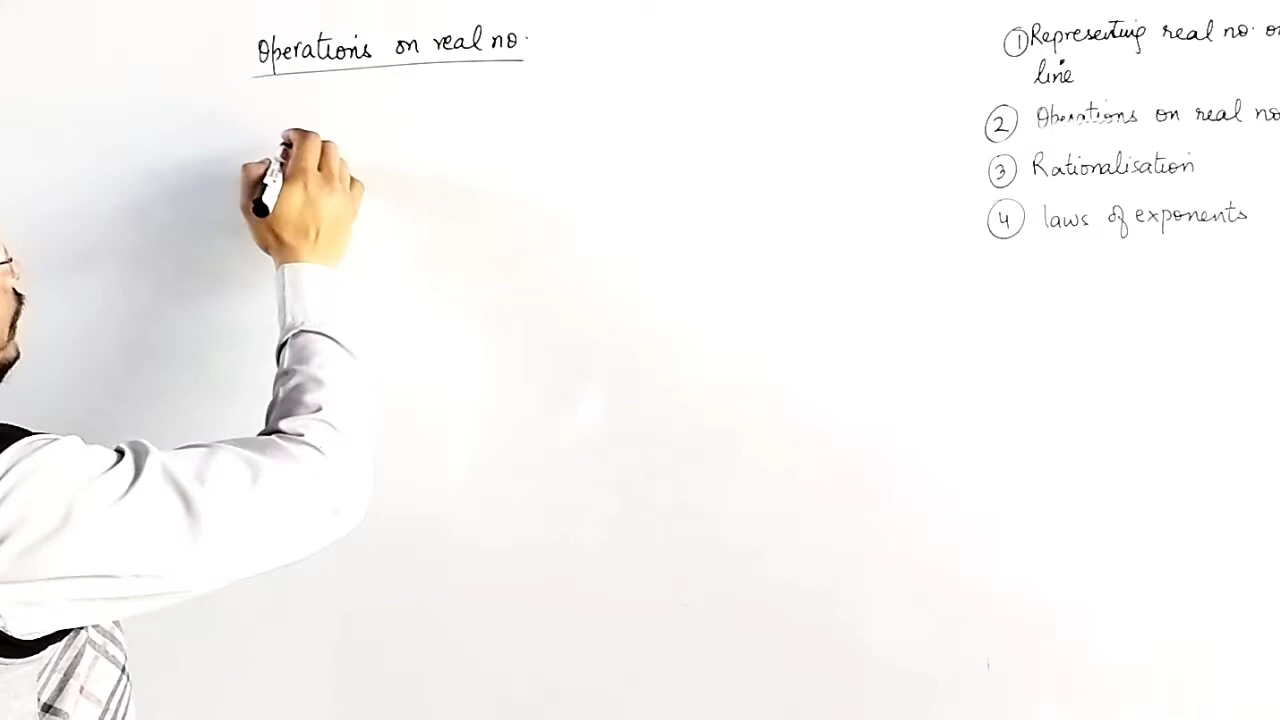 Operations on real no.
① Representing real no. on
line
② Operations on real no
③ Rationalisation
④ laws of exponents